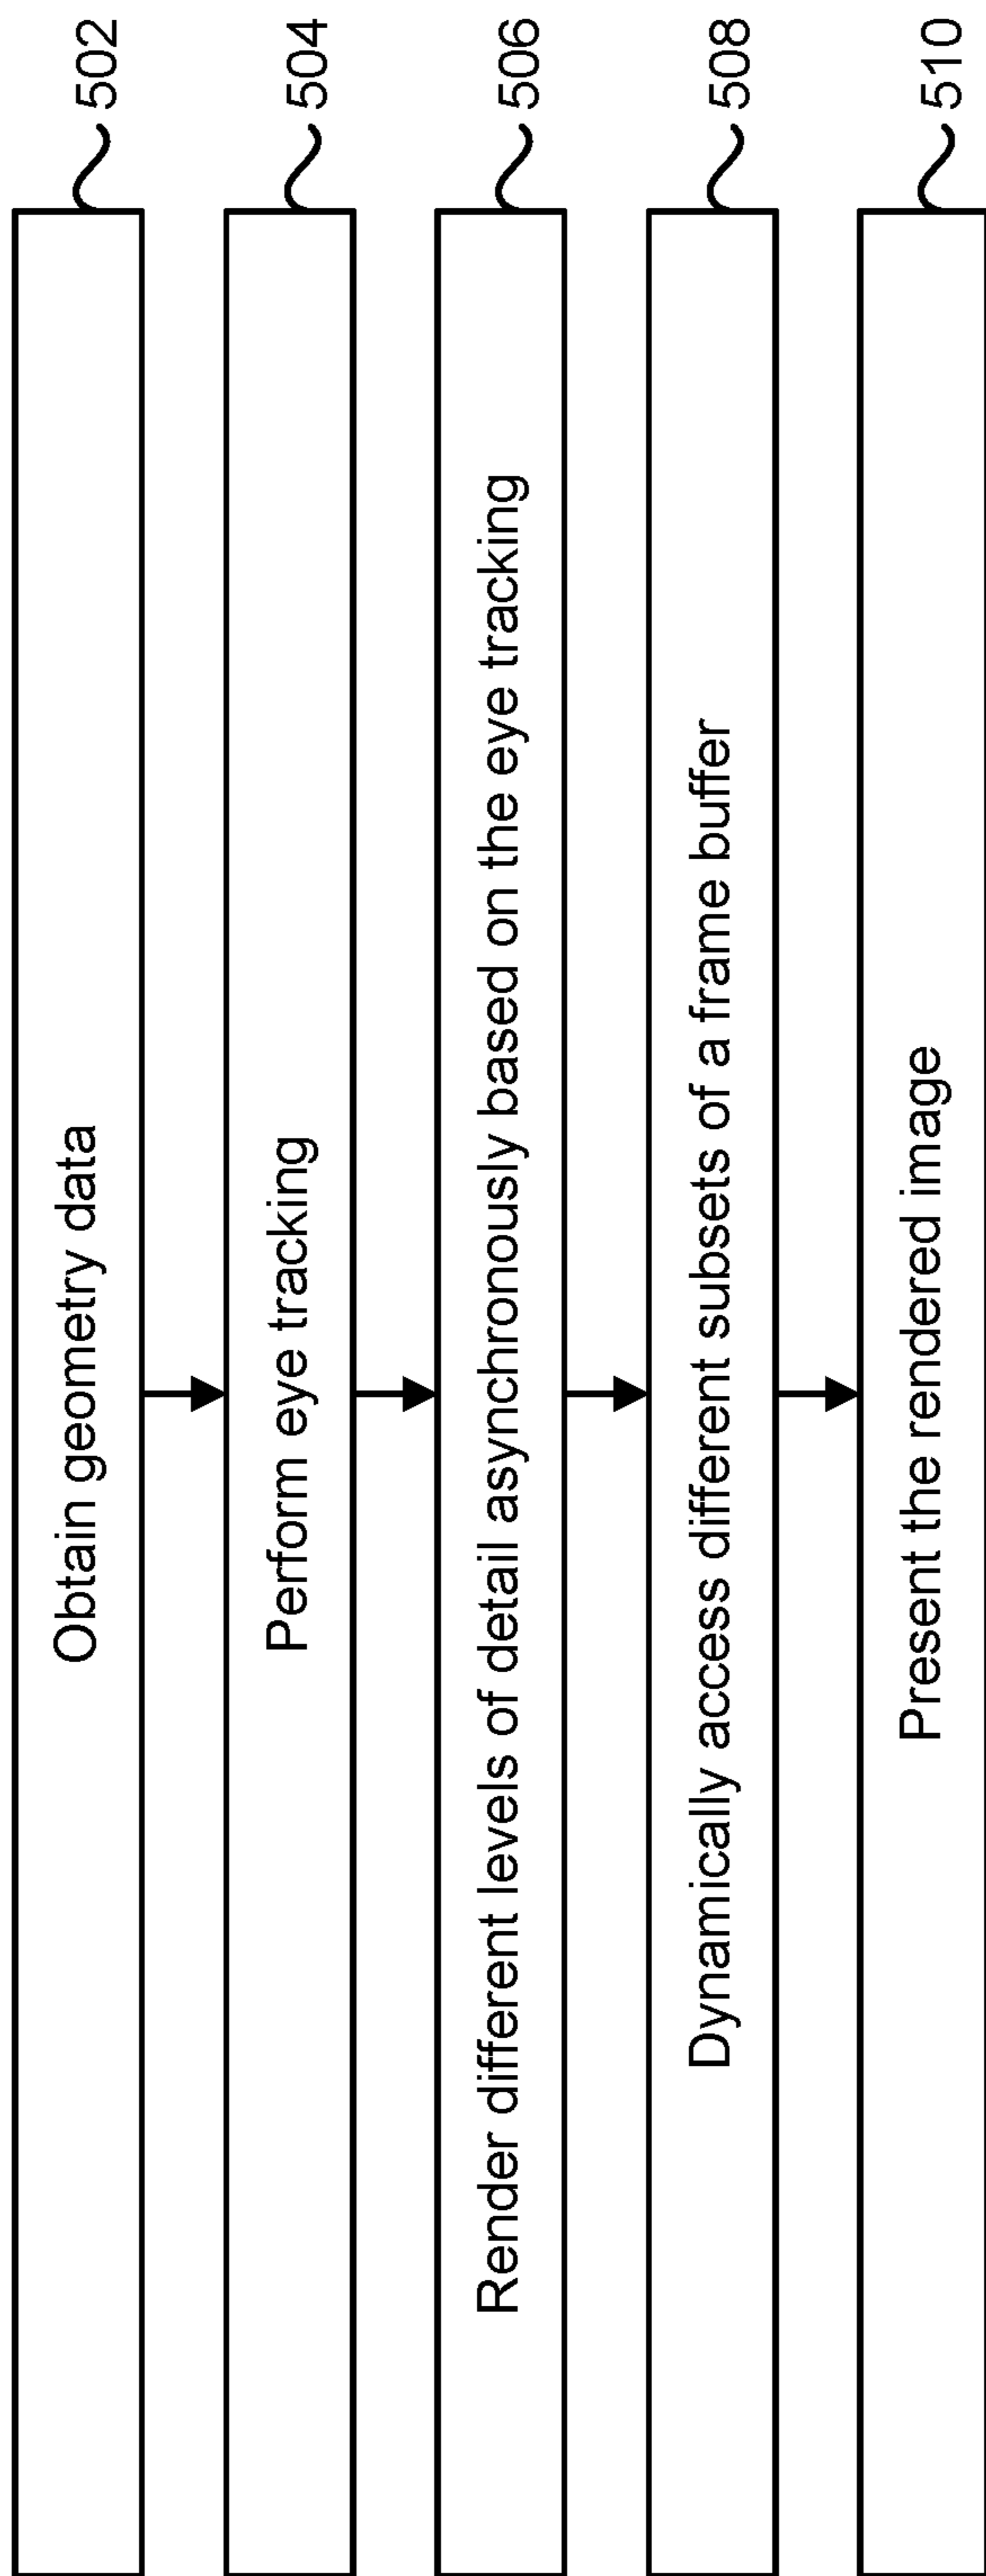 Obtain geometry data
502
Perform eye tracking
504
Render different levels of detail asynchronously based on the eye tracking
506
Dynamically access different subsets of a frame buffer
508
Present the rendered image
510